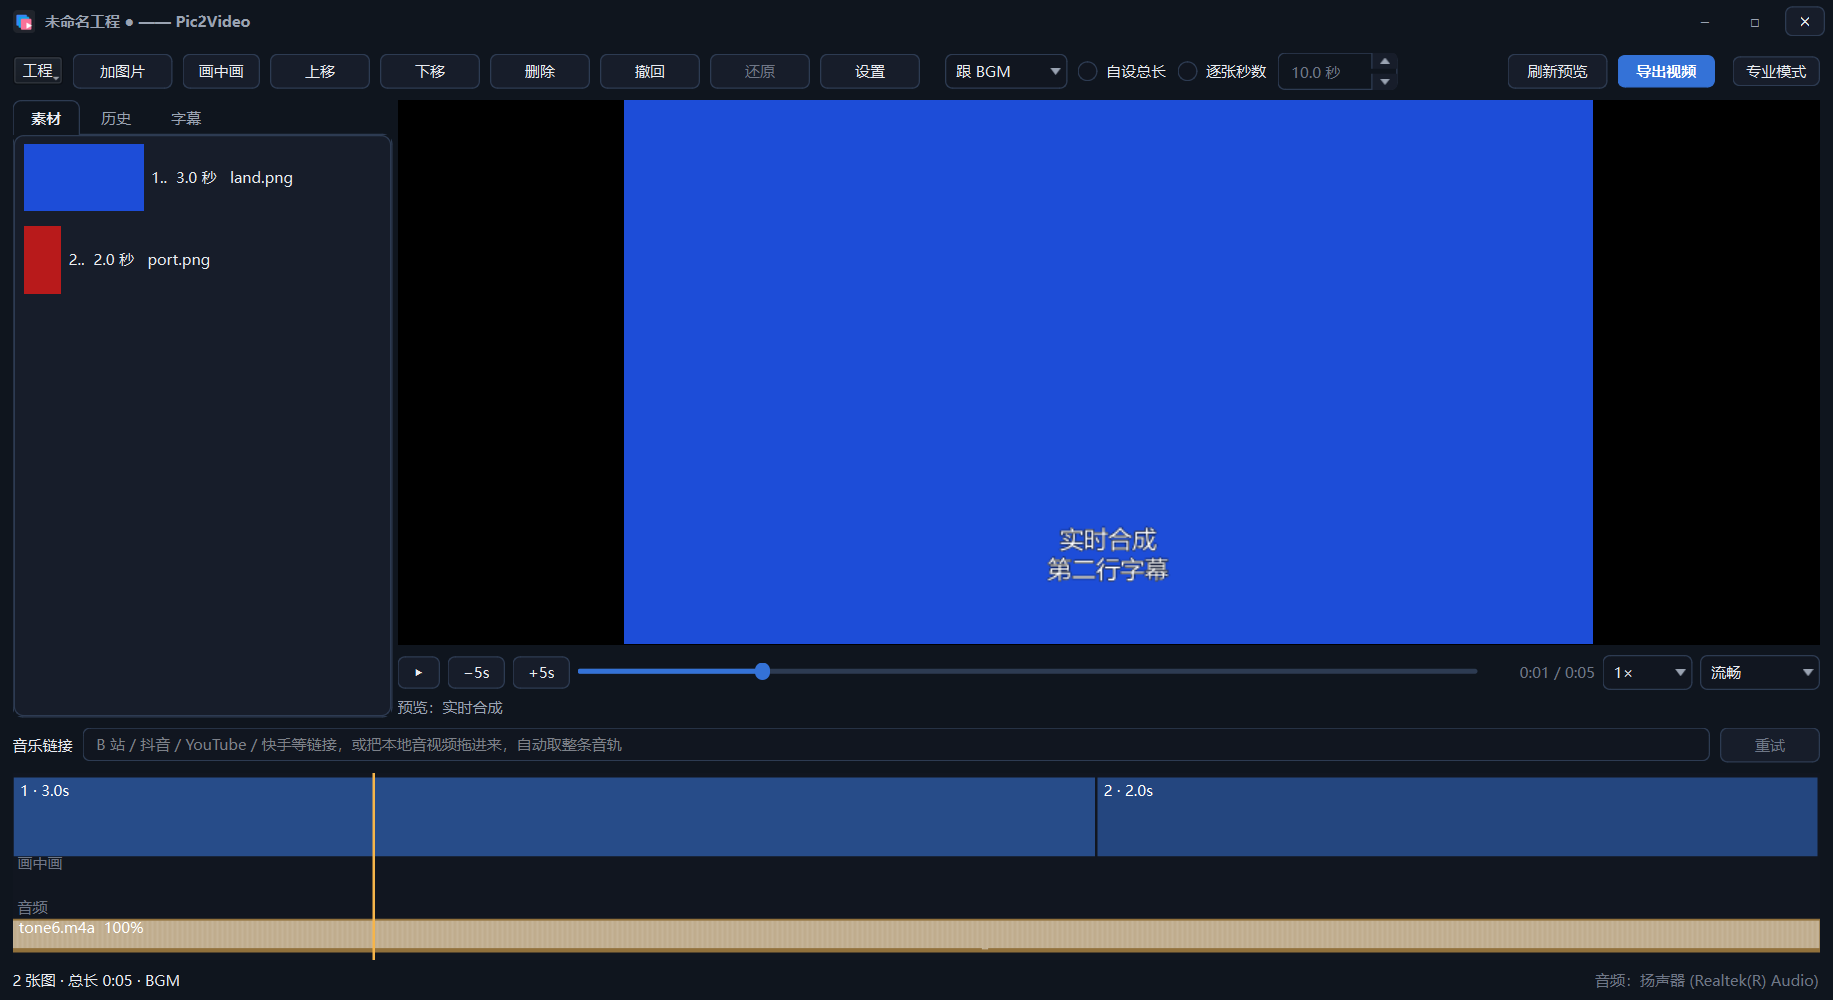 未命名工程 ● —— Pic2Video
工程 加图片 画中画 上移 下移 删除 撤回 还原 设置 跟 BGM 自设总长 逐张秒数 10.0 秒 刷新预览 导出视频 专业模式
素材 历史 字幕
1.. 3.0 秒 land.png
2.. 2.0 秒 port.png
实时合成
第二行字幕
−5s +5s 0:01 / 0:05 1× 流畅
预览：实时合成
音乐链接 B 站 / 抖音 / YouTube / 快手等链接，或把本地音视频拖进来，自动取整条音轨 重试
1 · 3.0s 2 · 2.0s
画中画
音频
tone6.m4a 100%
2 张图 · 总长 0:05 · BGM 音频：扬声器 (Realtek(R) Audio)